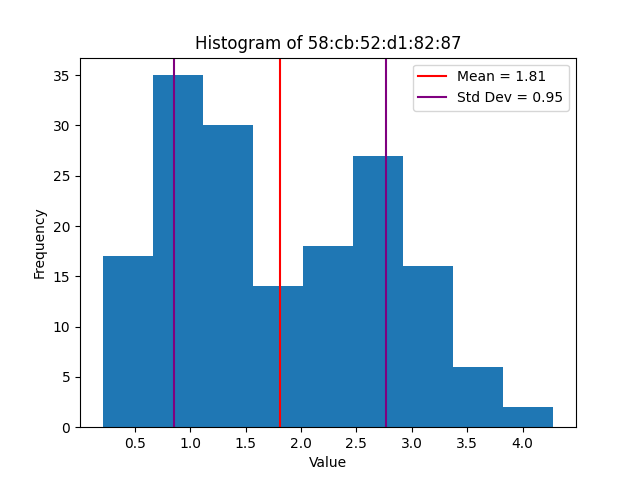 Histogram of 58:cb:52:d1:82:87
Mean = 1.81
Std Dev = 0.95
35
30
25
20
15
10
5
0
Frequency
0.5 1.0 1.5 2.0 2.5 3.0 3.5 4.0
Value